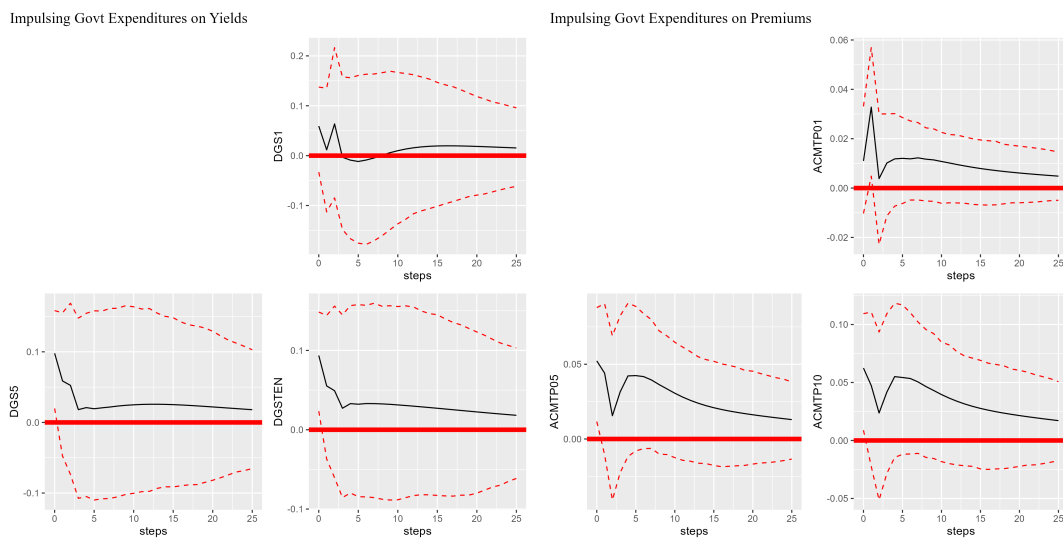 Impulsing Govt Expenditures on Yields
Impulsing Govt Expenditures on Premiums
DGS1
0.2
0.1
0.0
-0.1
0 5 10 15 20 25
steps
ACMTP01
0.06
0.04
0.02
0.00
-0.02
0 5 10 15 20 25
steps
DGS5
0.1
0.0
-0.1
0 5 10 15 20 25
steps
DGSTEN
0.1
0.0
-0.1
0 5 10 15 20 25
steps
ACMTP05
0.05
0.00
0 5 10 15 20 25
steps
ACMTP10
0.10
0.05
0.00
-0.05
0 5 10 15 20 25
steps